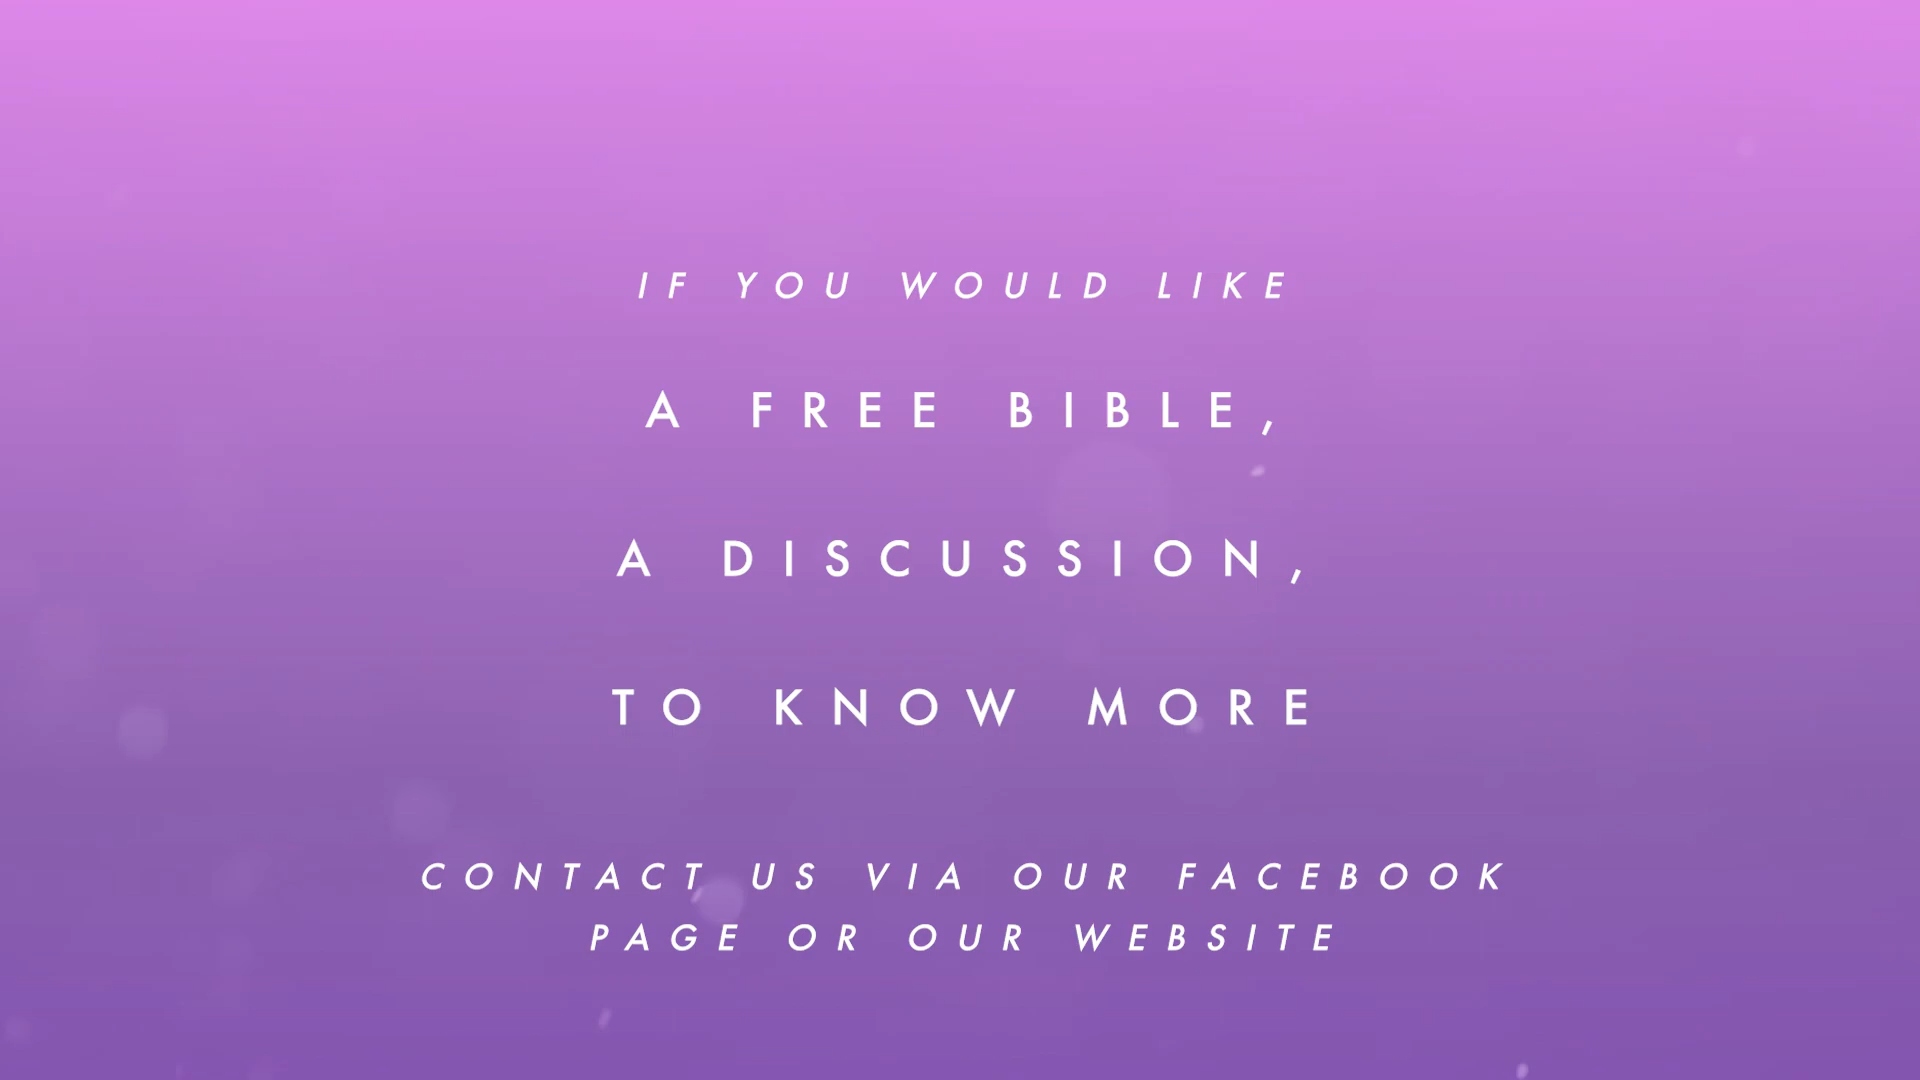 IF YOU WOULD LIKE
A FREE BIBLE,
A DISCUSSION,
TO KNOW MORE
CONTACT US VIA OUR FACEBOOK
PAGE OR OUR WEBSITE